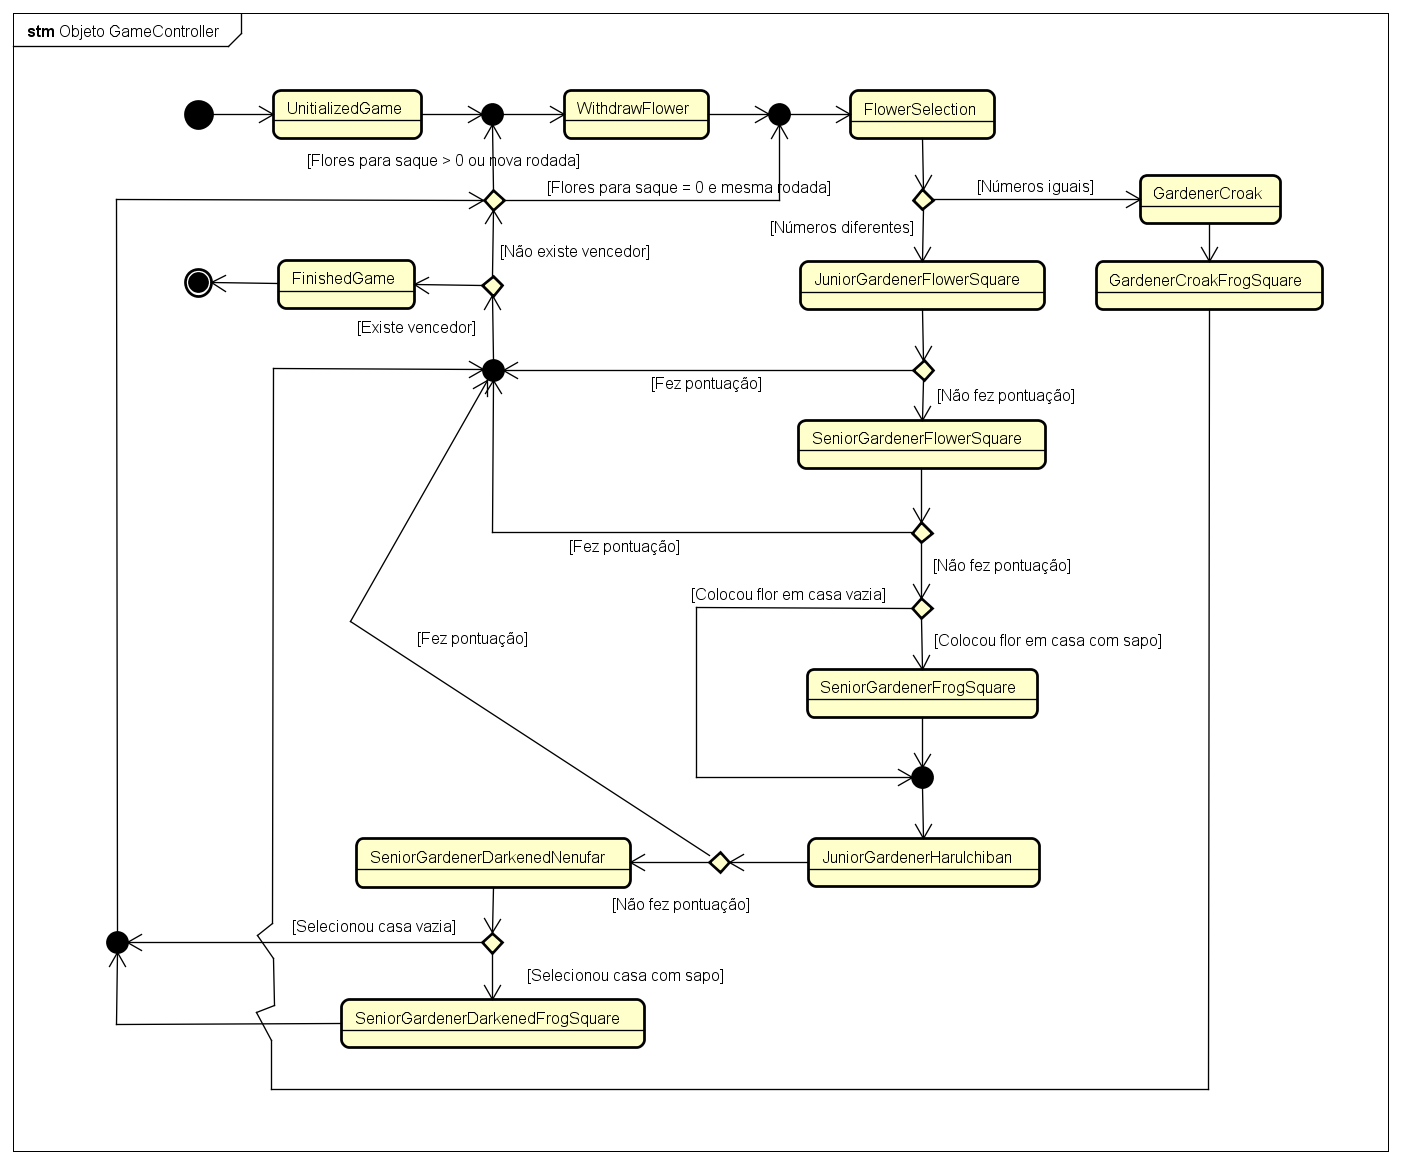 stm Objeto GameController
UnitializedGame
WithdrawFlower
FlowerSelection
[Flores para saque > 0 ou nova rodada]
[Flores para saque = 0 e mesma rodada]
[Números iguais]
GardenerCroak
[Números diferentes]
[Não existe vencedor]
FinishedGame
JuniorGardenerFlowerSquare
GardenerCroakFrogSquare
[Existe vencedor]
[Fez pontuação]
[Não fez pontuação]
SeniorGardenerFlowerSquare
[Fez pontuação]
[Não fez pontuação]
[Colocou flor em casa vazia]
[Fez pontuação]
[Colocou flor em casa com sapo]
SeniorGardenerFrogSquare
SeniorGardenerDarkenedNenufar
JuniorGardenerHaruIchiban
[Não fez pontuação]
[Selecionou casa vazia]
[Selecionou casa com sapo]
SeniorGardenerDarkenedFrogSquare